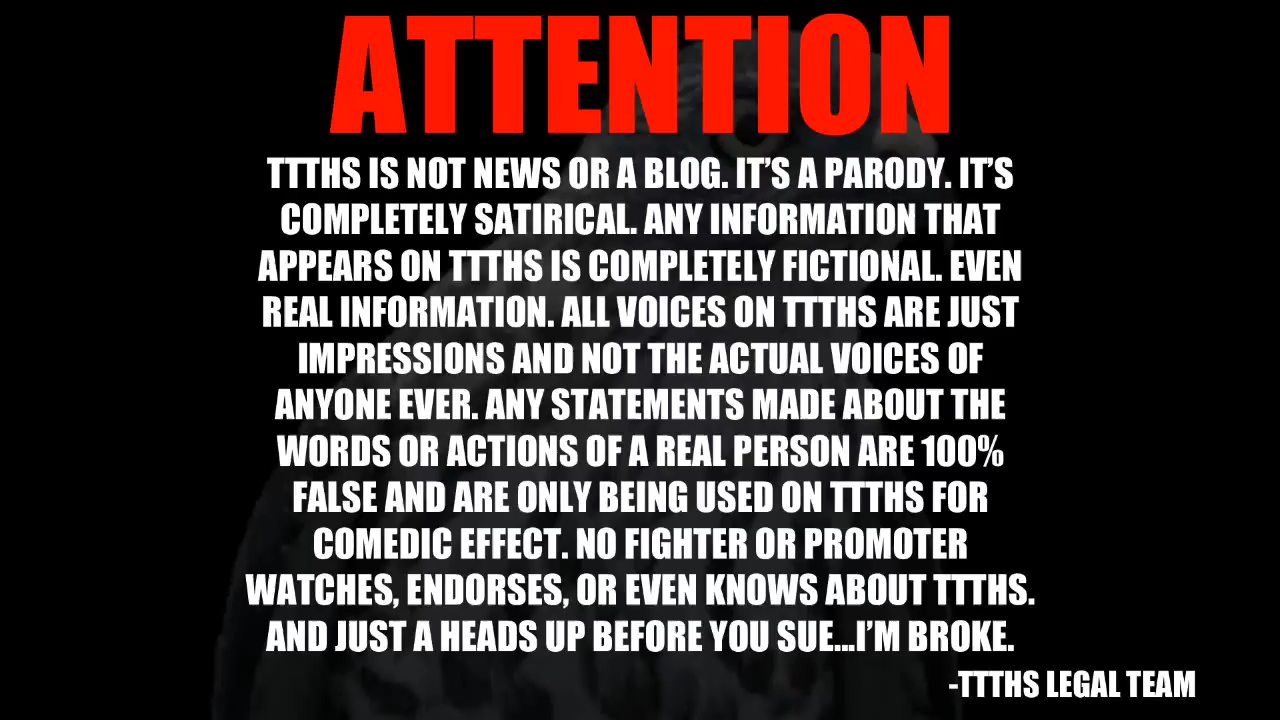 ATTENTION
TTTHS IS NOT NEWS OR A BLOG. IT'S A PARODY. IT'S
COMPLETELY SATIRICAL. ANY INFORMATION THAT
APPEARS ON TTTHS IS COMPLETELY FICTIONAL. EVEN
REAL INFORMATION. ALL VOICES ON TTTHS ARE JUST
IMPRESSIONS AND NOT THE ACTUAL VOICES OF
ANYONE EVER. ANY STATEMENTS MADE ABOUT THE
WORDS OR ACTIONS OF A REAL PERSON ARE 100%
FALSE AND ARE ONLY BEING USED ON TTTHS FOR
COMEDIC EFFECT. NO FIGHTER OR PROMOTER
WATCHES, ENDORSES, OR EVEN KNOWS ABOUT TTTHS.
AND JUST A HEADS UP BEFORE YOU SUE...I'M BROKE.
-TTTHS LEGAL TEAM